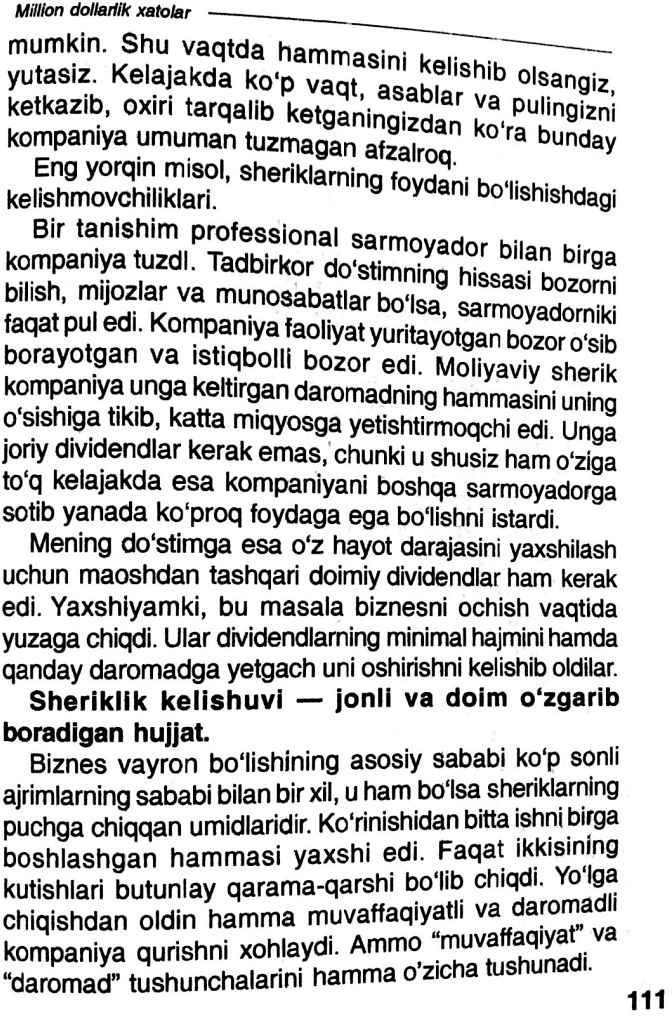 Million dollarlik xatolar
mumkin. Shu vaqtda hammasini kelishib olsangiz,
yutasiz. Kelajakda ko‘p vaqt, asablar va pulingizni
ketkazib, oxiri tarqalib ketganingizdan ko‘ra bunday
kompaniya umuman tuzmagan afzalroq.
Eng yorqin misol, sheriklarning foydani bo‘lishishdagi
kelishmovchiliklari.
Bir tanishim professional sarmoyador bilan birga
kompaniya tuzdI. Tadbirkor do‘stimning hissasi bozorni
bilish, mijozlar va munosabatlar bo‘lsa, sarmoyadorniki
faqat pul edi. Kompaniya faoliyat yuritayotgan bozor o‘sib
borayotgan va istiqbolli bozor edi. Moliyaviy sherik
kompaniya unga keltirgan daromadning hammasini uning
o‘sishiga tikib, katta miqyosga yetishtirmoqchi edi. Unga
joriy dividendlar kerak emas, chunki u shusiz ham o‘ziga
to‘q kelajakda esa kompaniyani boshqa sarmoyadorga
sotib yanada ko‘proq foydaga ega bo‘lishni istardi.
Mening do‘stimga esa o‘z hayot darajasini yaxshilash
uchun maoshdan tashqari doimiy dividendlar ham kerak
edi. Yaxshiyamki, bu masala biznesni ochish vaqtida
yuzaga chiqdi. Ular dividendlarning minimal hajmini hamda
qanday daromadga yetgach uni oshirishni kelishib oldilar.
Sheriklik kelishuvi — jonli va doim o‘zgarib
boradigan hujjat.
Biznes vayron bo‘lishining asosiy sababi ko‘p sonli
ajrimlarning sababi bilan bir xil, u ham bo‘lsa sheriklarning
puchga chiqqan umidlaridir. Ko‘rinishidan bitta ishni birga
boshlashgan hammasi yaxshi edi. Faqat ikkisining
kutishlari butunlay qarama-qarshi bo‘lib chiqdi. Yo‘lga
chiqishdan oldin hamma muvaffaqiyatli va daromadli
kompaniya qurishni xohlaydi. Ammo “muvaffaqiyat” va
“daromad” tushunchalarini hamma o‘zicha tushunadi.
111